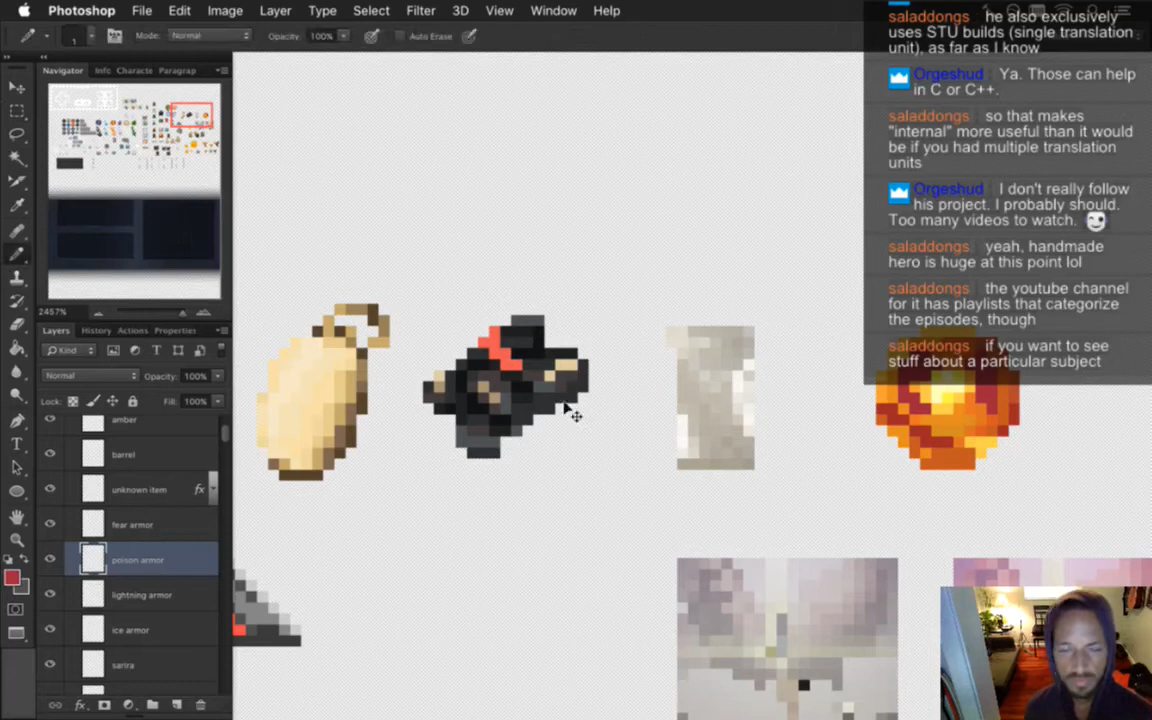 Photoshop File Edit Image Layer Type Select Filter 3D View Window Help
1 Mode: Normal Opacity: 100% Auto Erase
Navigator Info Characte Paragrap
2467%
Layers History Actions Properties
Kind
Normal Opacity: 100%
Lock: Fill: 100%
amber
barrel
unknown item fx
fear armor
poison armor
lightning armor
ice armor
sarira
fx
saladdongs he also exclusively
uses STU builds (single translation
unit), as far as I know
Orgeshud : Ya. Those can help
in C or C++.
saladdongs so that makes
"internal" more useful than it would
be if you had multiple translation
units
Orgeshud : I don't really follow
his project. I probably should.
Too many videos to watch.
saladdongs yeah, handmade
hero is huge at this point lol
saladdongs the youtube channel
for it has playlists that categorize
the episodes, though
saladdongs if you want to see
stuff about a particular subject